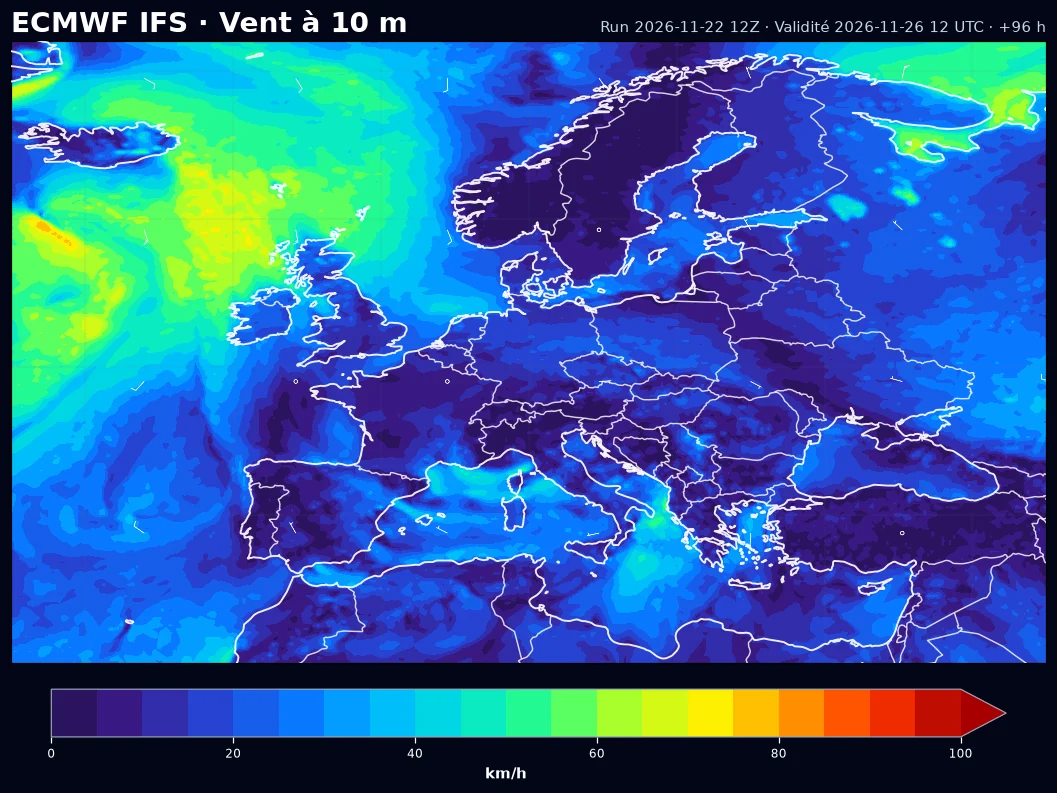 ECMWF IFS · Vent à 10 m
Run 2026-11-22 12Z · Validité 2026-11-26 12 UTC · +96 h
0 20 40 60 80 100
km/h